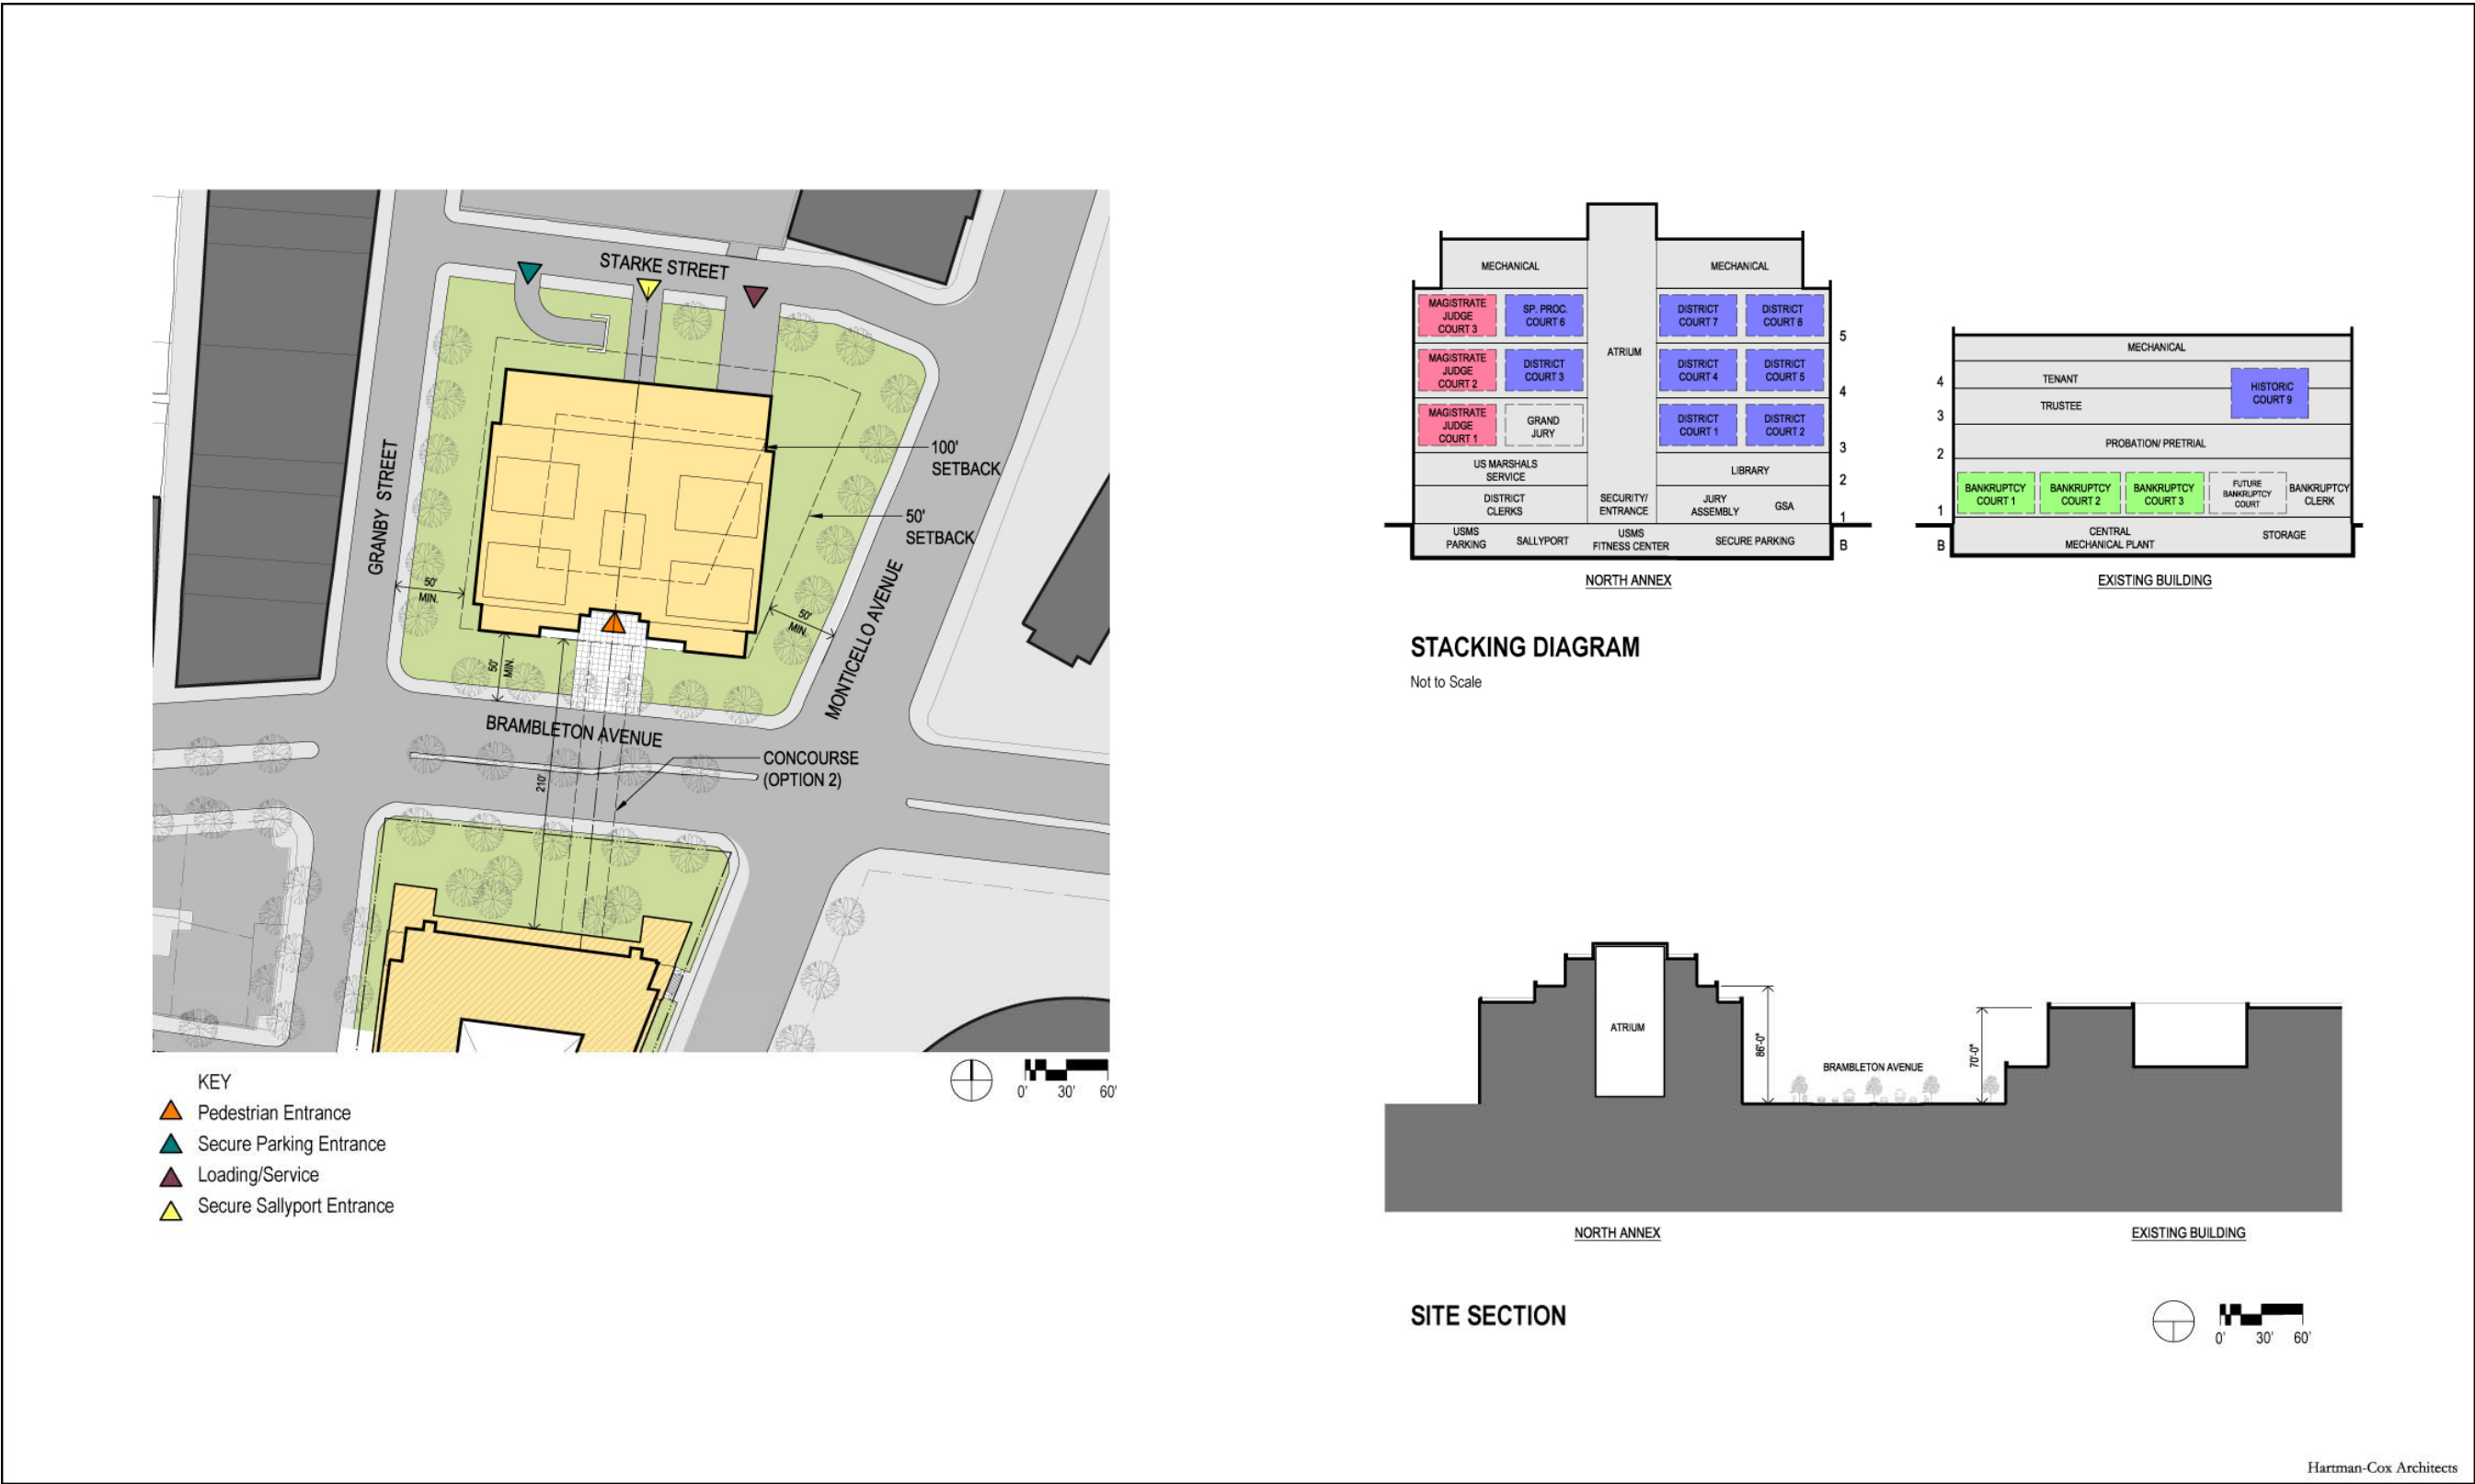 STARKE STREET
GRANBY STREET
100'
SETBACK
50'
SETBACK
50'
MIN.
50'
MIN.
50'
MIN.
MONTICELLO AVENUE
BRAMBLETON AVENUE
CONCOURSE
(OPTION 2)
210'
0' 30' 60'
KEY
Pedestrian Entrance
Secure Parking Entrance
Loading/Service
Secure Sallyport Entrance
MECHANICAL
MECHANICAL
MAGISTRATE
JUDGE
COURT 3
SP. PROC.
COURT 6
DISTRICT
COURT 7
DISTRICT
COURT 8
5
ATRIUM
MAGISTRATE
JUDGE
COURT 2
DISTRICT
COURT 3
DISTRICT
COURT 4
DISTRICT
COURT 5
4
MAGISTRATE
JUDGE
COURT 1
GRAND
JURY
DISTRICT
COURT 1
DISTRICT
COURT 2
3
US MARSHALS
SERVICE
LIBRARY
2
DISTRICT
CLERKS
SECURITY/
ENTRANCE
JURY
ASSEMBLY
GSA
1
USMS
PARKING
SALLYPORT
USMS
FITNESS CENTER
SECURE PARKING
B
NORTH ANNEX
MECHANICAL
4
TENANT
HISTORIC
COURT 9
3
TRUSTEE
2
PROBATION/ PRETRIAL
BANKRUPTCY
COURT 1
BANKRUPTCY
COURT 2
BANKRUPTCY
COURT 3
FUTURE
BANKRUPTCY
COURT
BANKRUPTCY
CLERK
1
B
CENTRAL
MECHANICAL PLANT
STORAGE
EXISTING BUILDING
STACKING DIAGRAM
Not to Scale
ATRIUM
86'-0"
BRAMBLETON AVENUE
70'-0"
NORTH ANNEX
EXISTING BUILDING
SITE SECTION
0' 30' 60'
Hartman-Cox Architects